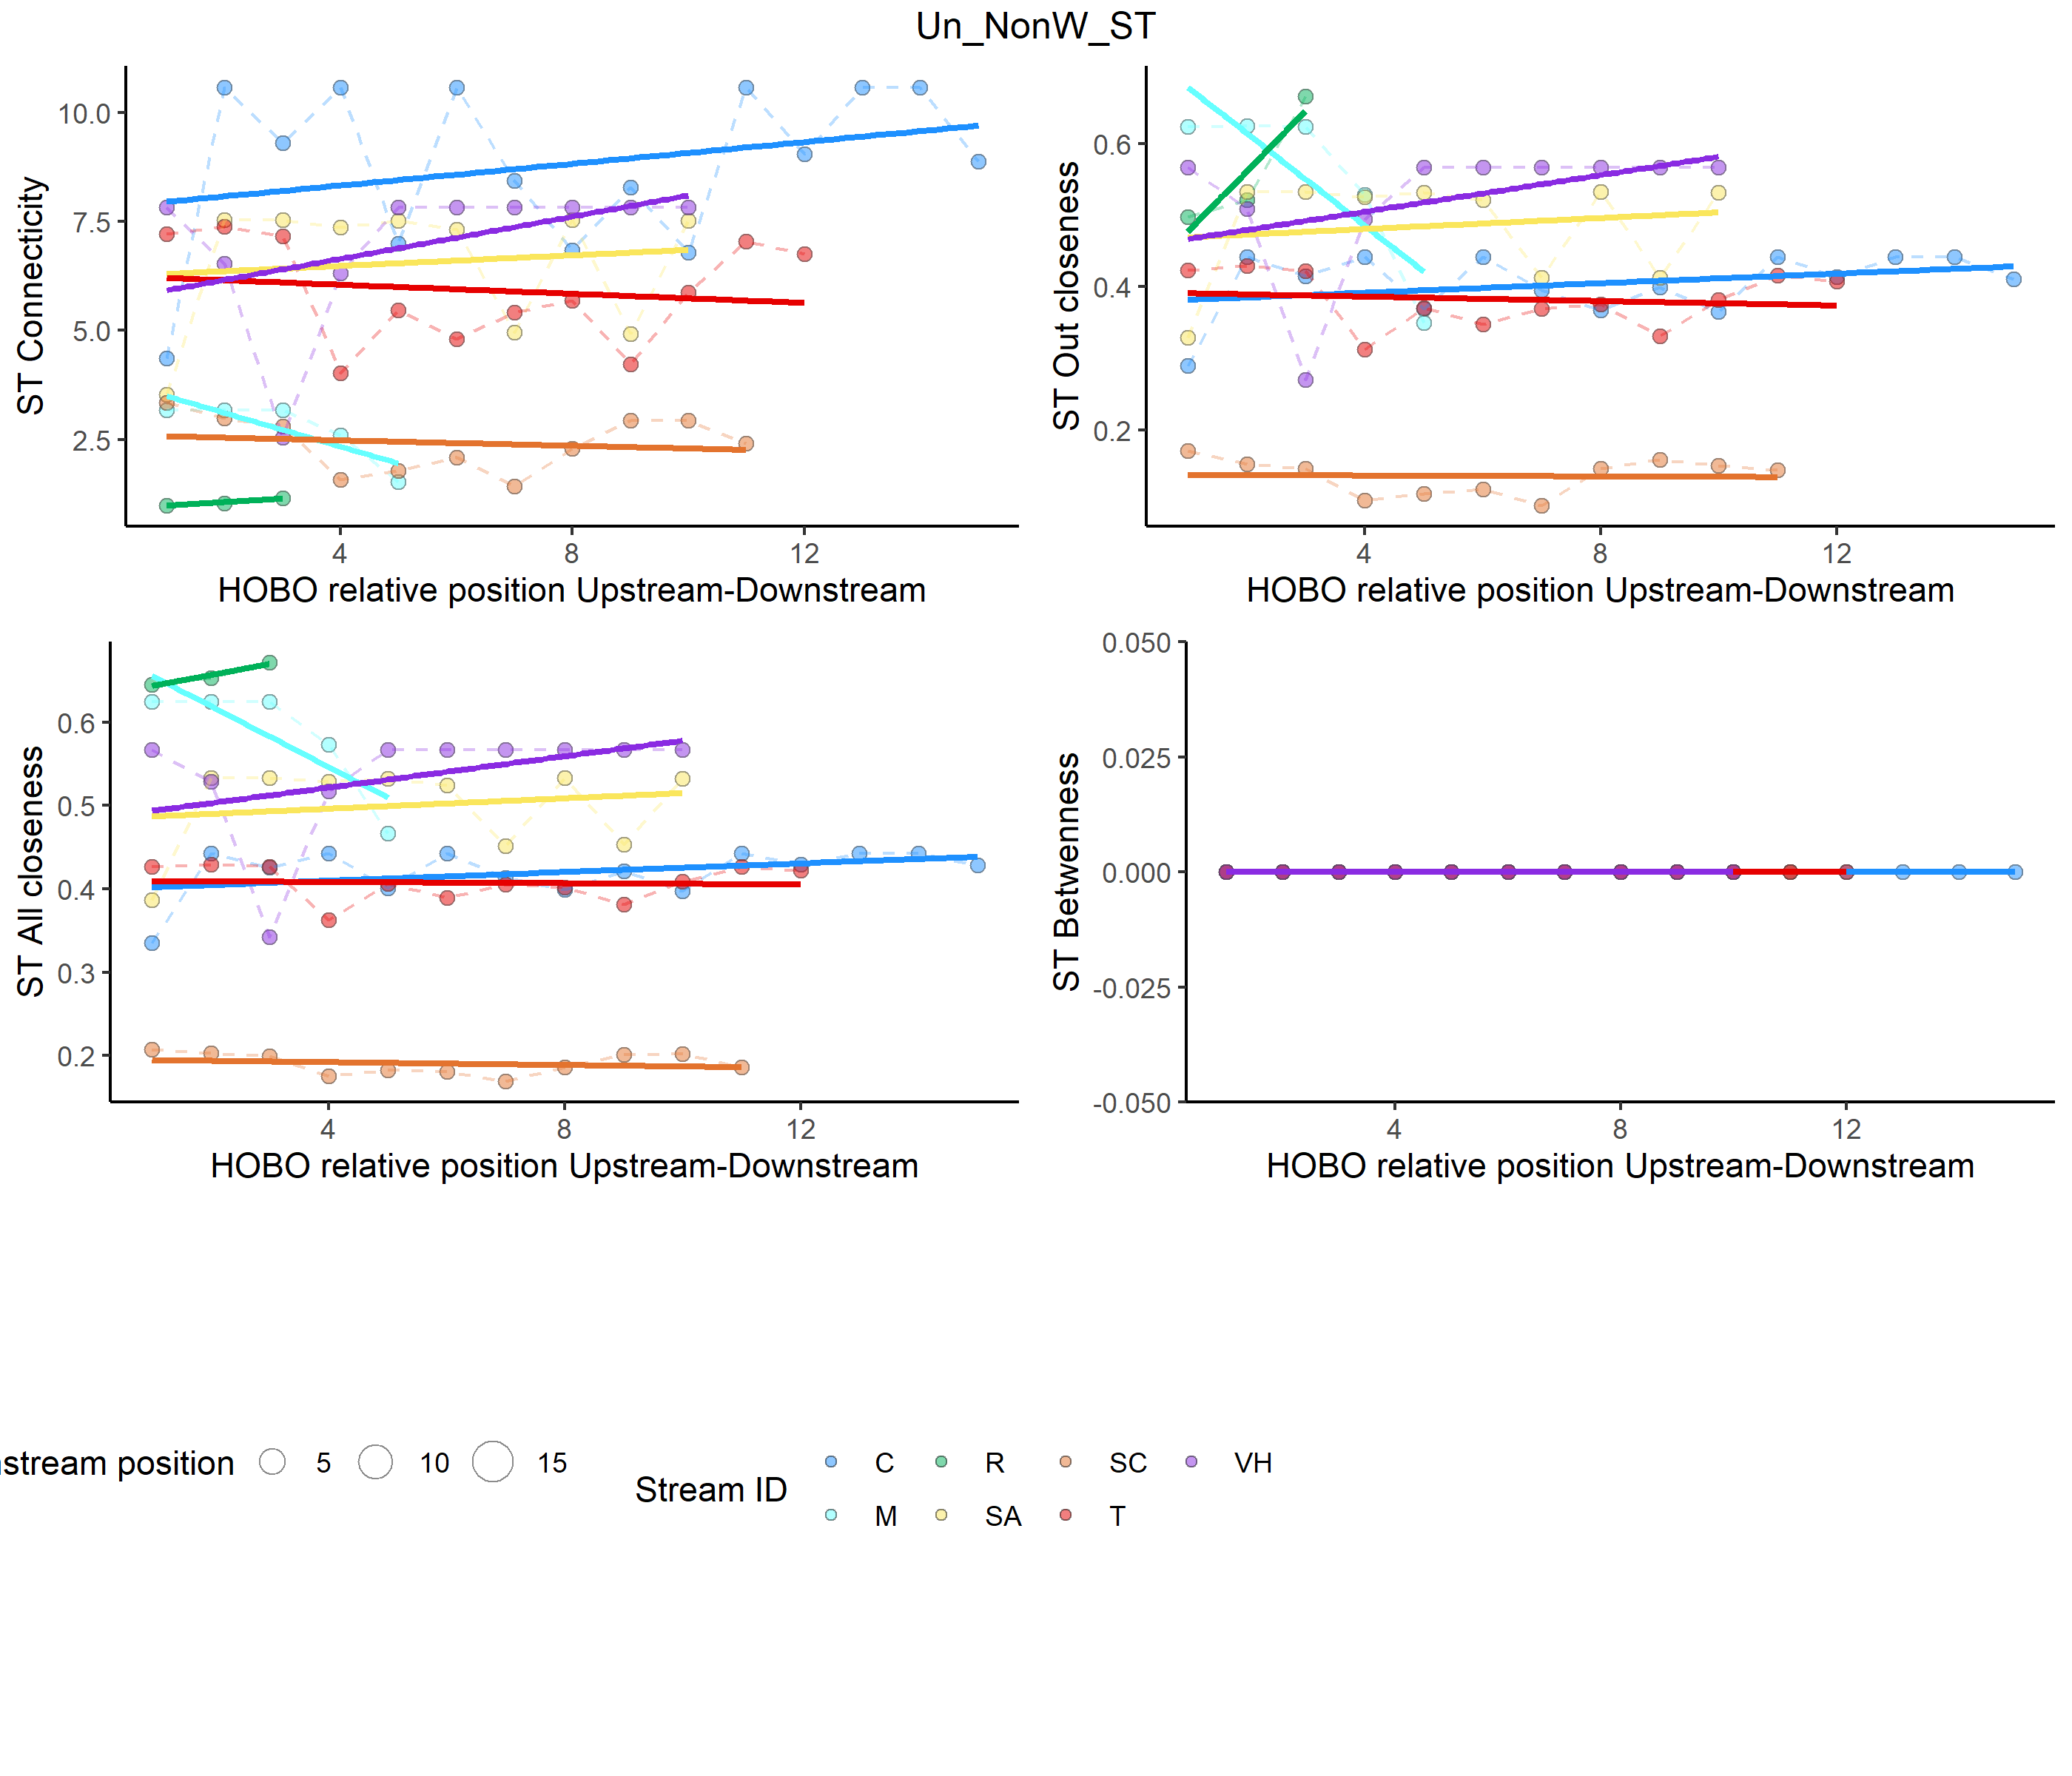 Un_NonW_ST
ST Connecticity
10.0
7.5
5.0
2.5
4 8 12
HOBO relative position Upstream-Downstream
ST Out closeness
0.6
0.4
0.2
4 8 12
HOBO relative position Upstream-Downstream
ST All closeness
0.6
0.5
0.4
0.3
0.2
4 8 12
HOBO relative position Upstream-Downstream
ST Betwenness
0.050
0.025
0.000
-0.025
-0.050
4 8 12
HOBO relative position Upstream-Downstream
nstream position 5 10 15
Stream ID
C R SC VH
M SA T